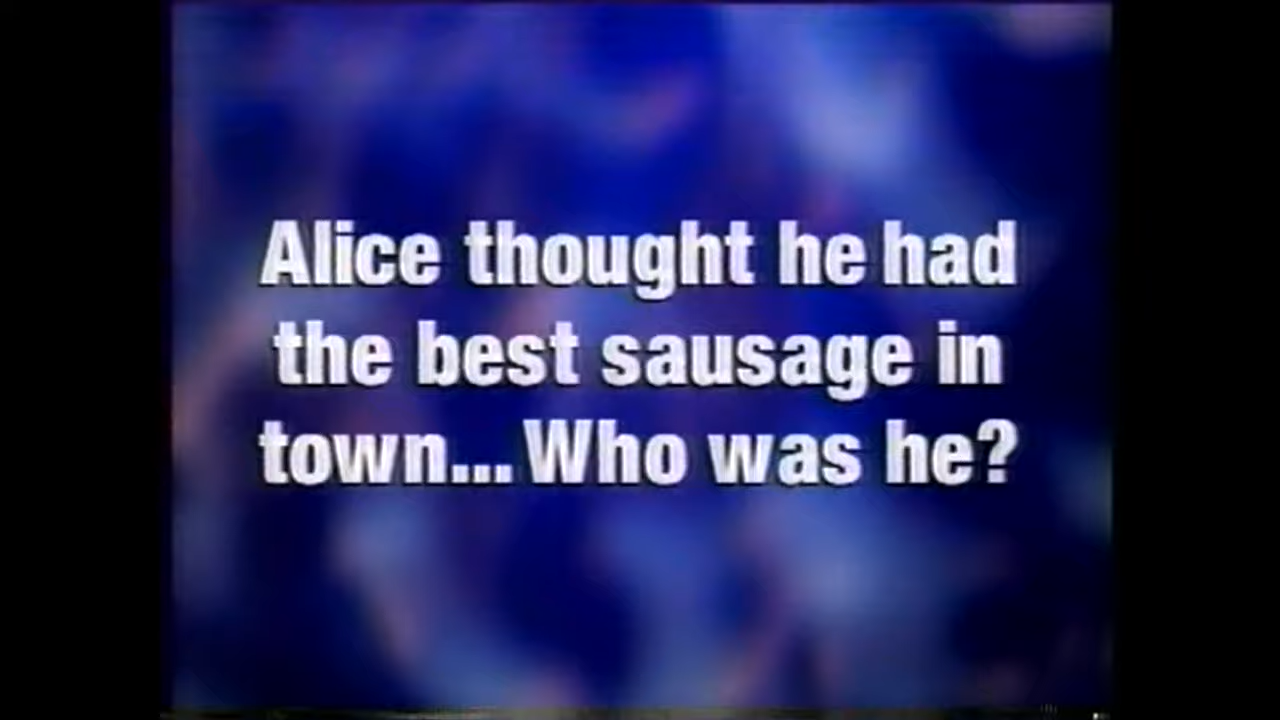 Alice thought he had
the best sausage in
town... Who was he?